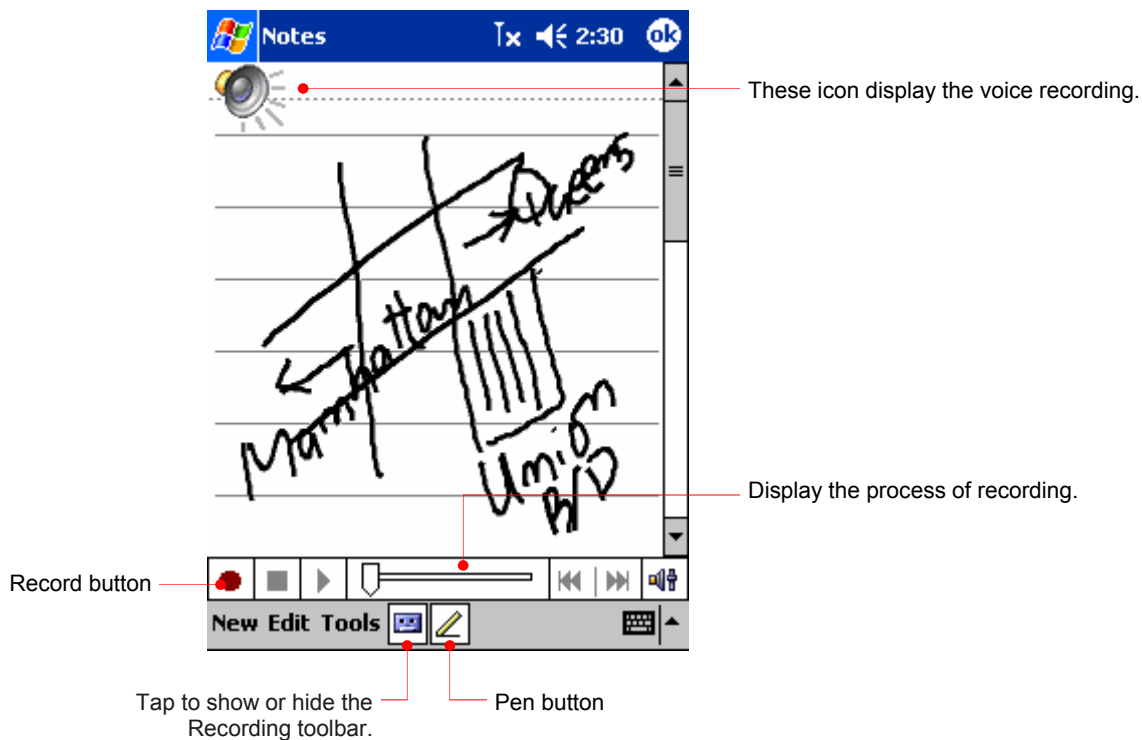 Notes 2:30 ok
These icon display the voice recording.
Queens
Manhattan
Union
B/D
Display the process of recording.
Record button
New Edit Tools
Tap to show or hide the
Recording toolbar.
Pen button